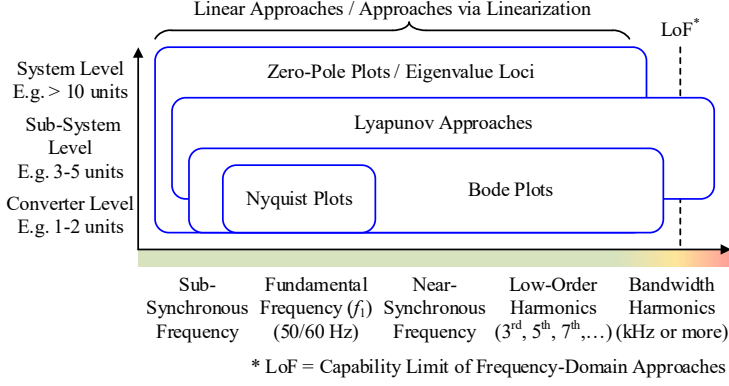 Linear Approaches / Approaches via Linearization
LoF*
System Level
E.g. > 10 units
Zero-Pole Plots / Eigenvalue Loci
Sub-System
Level
E.g. 3-5 units
Lyapunov Approaches
Converter Level
E.g. 1-2 units
Nyquist Plots
Bode Plots
Sub-
Synchronous
Frequency
Fundamental
Frequency (f₁)
(50/60 Hz)
Near-
Synchronous
Frequency
Low-Order
Harmonics
(3rd, 5th, 7th,…)
Bandwidth
Harmonics
(kHz or more)
* LoF = Capability Limit of Frequency-Domain Approaches